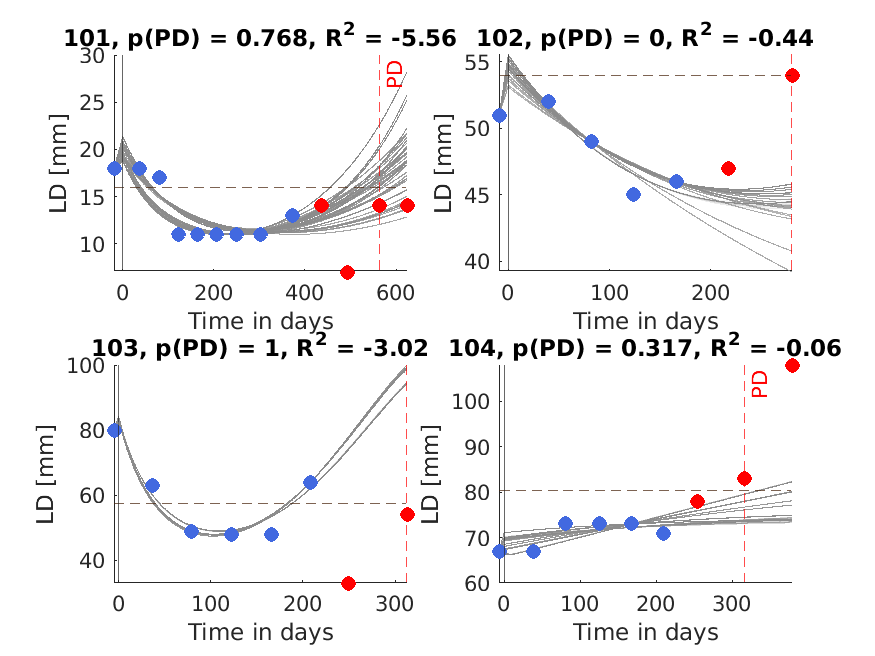 101, p(PD) = 0.768, R² = -5.56
102, p(PD) = 0, R² = -0.44
30
25
20
15
10
LD [mm]
PD
0
200
400
600
Time in days
55
50
45
40
LD [mm]
0
100
200
Time in days
103, p(PD) = 1, R² = -3.02
104, p(PD) = 0.317, R² = -0.06
100
80
60
40
LD [mm]
0
100
200
300
Time in days
100
90
80
70
60
LD [mm]
PD
0
100
200
300
Time in days